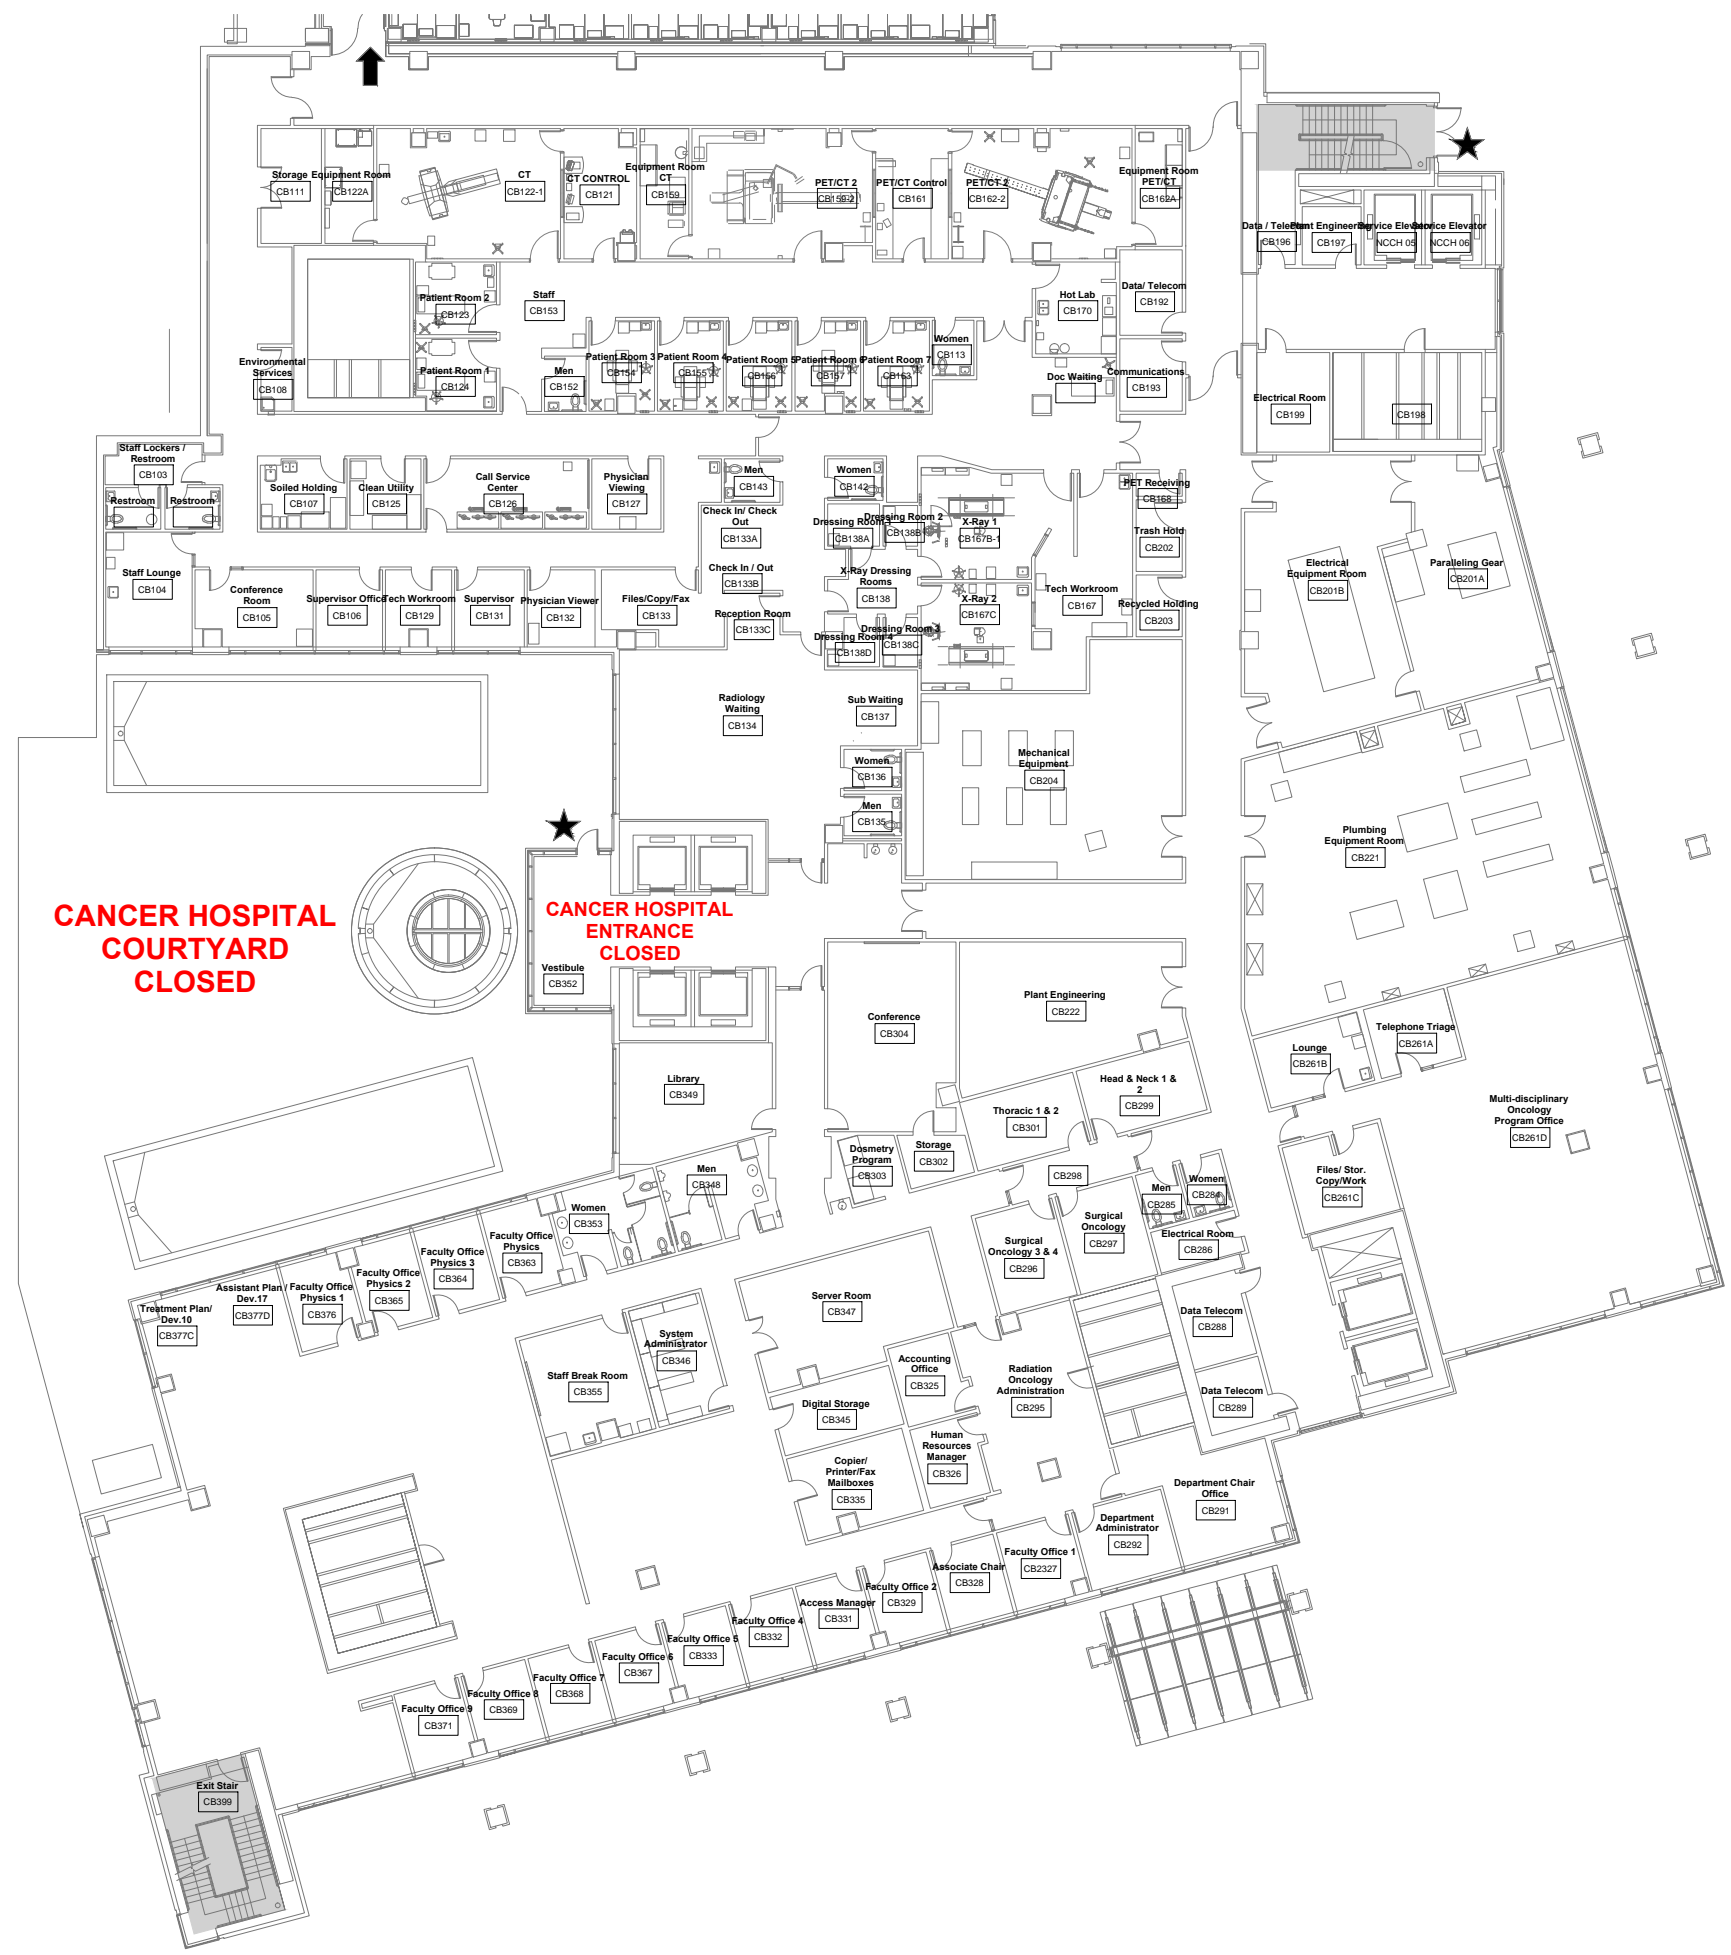 Storage
CB111
Equipment Room
CB122A
CT
CB122-1
CT CONTROL
CB121
Equipment Room
CT
CB159
PET/CT 2
CB159-2
PET/CT Control
CB161
PET/CT 2
CB162-2
Equipment Room
PET/CT
CB162A
Data / Telecom
CB196
Plant Engineering
CB197
Service Elevator
NCCH 05
Service Elevator
NCCH 06
Patient Room 2
CB123
Staff
CB153
Hot Lab
CB170
Data/ Telecom
CB192
Environmental
Services
CB108
Patient Room 1
CB124
Men
CB152
Patient Room 3
CB154
Patient Room 4
CB155
Patient Room 5
CB156
Patient Room 6
CB157
Patient Room 7
CB163
Women
CB113
Doc Waiting
Communications
CB193
Electrical Room
CB199
CB198
Staff Lockers /
Restroom
CB103
Restroom
Restroom
Soiled Holding
CB107
Clean Utility
CB125
Call Service
Center
CB126
Physician
Viewing
CB127
Men
CB143
Women
CB142
Check In/ Check
Out
CB133A
Dressing Room 1
CB138A
Dressing Room 2
CB138B
X-Ray 1
CB167B-1
PET Receiving
CB168
Trash Hold
CB202
Staff Lounge
CB104
Conference
Room
CB105
Supervisor Office
CB106
Tech Workroom
CB129
Supervisor
CB131
Physician Viewer
CB132
Files/Copy/Fax
CB133
Check In / Out
CB133B
Reception Room
CB133C
X-Ray Dressing
Rooms
CB138
X-Ray 2
CB167C
Tech Workroom
CB167
Recycled Holding
CB203
Dressing Room 4
CB138D
Dressing Room 3
CB138C
Electrical
Equipment Room
CB201B
Paralleling Gear
CB201A
Radiology
Waiting
CB134
Sub Waiting
CB137
Women
CB136
Men
CB135
Mechanical
Equipment
CB204
Plumbing
Equipment Room
CB221
CANCER HOSPITAL
COURTYARD
CLOSED
CANCER HOSPITAL
ENTRANCE
CLOSED
Vestibule
CB352
Conference
CB304
Plant Engineering
CB222
Lounge
CB261B
Telephone Triage
CB261A
Library
CB349
Head & Neck 1 &
2
CB299
Thoracic 1 & 2
CB301
Multi-disciplinary
Oncology
Program Office
CB261D
Dosmetry
Program
CB303
Storage
CB302
CB298
Men
CB285
Women
CB284
Files/ Stor.
Copy/Work
CB261C
Men
CB348
Women
CB353
Surgical
Oncology
CB297
Surgical
Oncology 3 & 4
CB296
Electrical Room
CB286
Faculty Office
Physics
CB363
Faculty Office
Physics 3
CB364
Faculty Office
Physics 2
CB365
Faculty Office
Physics 1
CB376
Assistant Plan /
Dev.17
CB377D
Treatment Plan/
Dev.10
CB377C
Server Room
CB347
Data Telecom
CB288
System
Administrator
CB346
Staff Break Room
CB355
Accounting
Office
CB325
Radiation
Oncology
Administration
CB295
Data Telecom
CB289
Digital Storage
CB345
Human
Resources
Manager
CB326
Copier/
Printer/Fax
Mailboxes
CB335
Department Chair
Office
CB291
Department
Administrator
CB292
Faculty Office 1
CB2327
Associate Chair
CB328
Faculty Office 2
CB329
Access Manager
CB331
Faculty Office 4
CB332
Faculty Office 5
CB333
Faculty Office 6
CB367
Faculty Office 7
CB368
Faculty Office 8
CB369
Faculty Office 9
CB371
Exit Stair
CB399